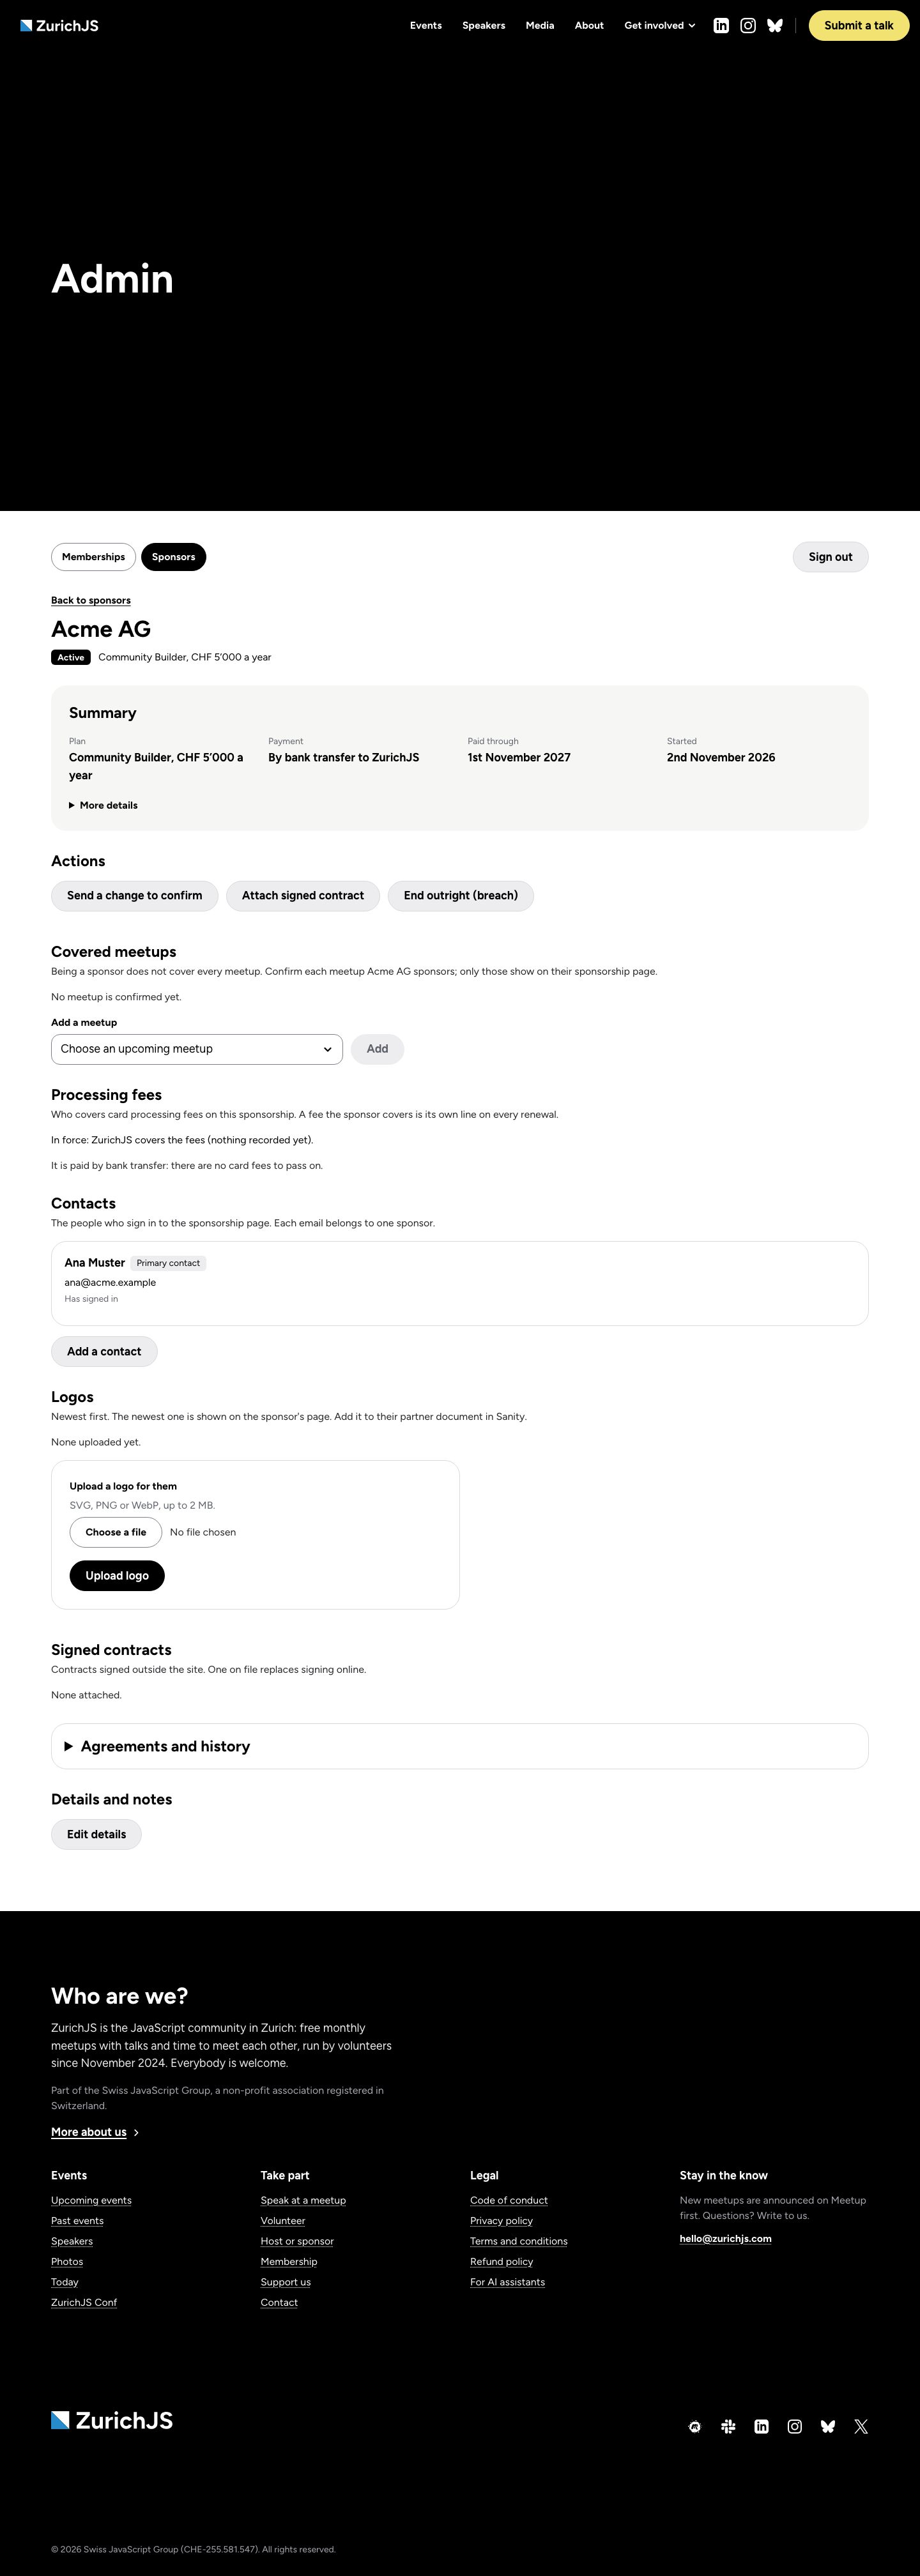 ZurichJS
Events
Speakers
Media
About
Get involved
Submit a talk
Admin
Memberships
Sponsors
Sign out
Back to sponsors
Acme AG
Active
Community Builder, CHF 5’000 a year
Summary
Plan
Community Builder, CHF 5’000 a
year
Payment
By bank transfer to ZurichJS
Paid through
1st November 2027
Started
2nd November 2026
More details
Actions
Send a change to confirm
Attach signed contract
End outright (breach)
Covered meetups
Being a sponsor does not cover every meetup. Confirm each meetup Acme AG sponsors; only those show on their sponsorship page.
No meetup is confirmed yet.
Add a meetup
Choose an upcoming meetup
Add
Processing fees
Who covers card processing fees on this sponsorship. A fee the sponsor covers is its own line on every renewal.
In force: ZurichJS covers the fees (nothing recorded yet).
It is paid by bank transfer: there are no card fees to pass on.
Contacts
The people who sign in to the sponsorship page. Each email belongs to one sponsor.
Ana Muster
Primary contact
ana@acme.example
Has signed in
Add a contact
Logos
Newest first. The newest one is shown on the sponsor's page. Add it to their partner document in Sanity.
None uploaded yet.
Upload a logo for them
SVG, PNG or WebP, up to 2 MB.
Choose a file
No file chosen
Upload logo
Signed contracts
Contracts signed outside the site. One on file replaces signing online.
None attached.
Agreements and history
Details and notes
Edit details
Who are we?
ZurichJS is the JavaScript community in Zurich: free monthly
meetups with talks and time to meet each other, run by volunteers
since November 2024. Everybody is welcome.
Part of the Swiss JavaScript Group, a non-profit association registered in
Switzerland.
More about us
Events
Upcoming events
Past events
Speakers
Photos
Today
ZurichJS Conf
Take part
Speak at a meetup
Volunteer
Host or sponsor
Membership
Support us
Contact
Legal
Code of conduct
Privacy policy
Terms and conditions
Refund policy
For AI assistants
Stay in the know
New meetups are announced on Meetup
first. Questions? Write to us.
hello@zurichjs.com
ZurichJS
© 2026 Swiss JavaScript Group (CHE-255.581.547). All rights reserved.